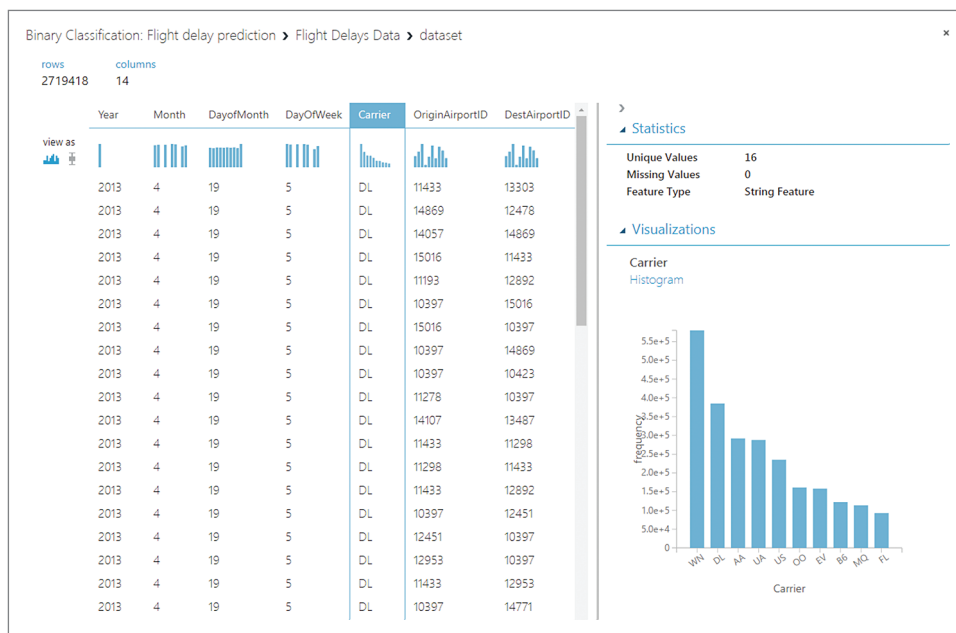 Binary Classification: Flight delay prediction › Flight Delays Data › dataset
×
rows columns
2719418 14
Year Month DayofMonth DayOfWeek Carrier OriginAirportID DestAirportID
view as
2013 4 19 5 DL 11433 13303
2013 4 19 5 DL 14869 12478
2013 4 19 5 DL 14057 14869
2013 4 19 5 DL 15016 11433
2013 4 19 5 DL 11193 12892
2013 4 19 5 DL 10397 15016
2013 4 19 5 DL 15016 10397
2013 4 19 5 DL 10397 14869
2013 4 19 5 DL 10397 10423
2013 4 19 5 DL 11278 10397
2013 4 19 5 DL 14107 13487
2013 4 19 5 DL 11433 11298
2013 4 19 5 DL 11298 11433
2013 4 19 5 DL 11433 12892
2013 4 19 5 DL 10397 12451
2013 4 19 5 DL 12451 10397
2013 4 19 5 DL 12953 10397
2013 4 19 5 DL 11433 12953
2013 4 19 5 DL 10397 14771
Statistics
Unique Values 16
Missing Values 0
Feature Type String Feature
Visualizations
Carrier
Histogram
5.5e+5
5.0e+5
4.5e+5
4.0e+5
3.5e+5
3.0e+5
2.5e+5
2.0e+5
1.5e+5
1.0e+5
5.0e+4
0
frequency
WN DL AA UA US OO EV B6 MQ FL
Carrier